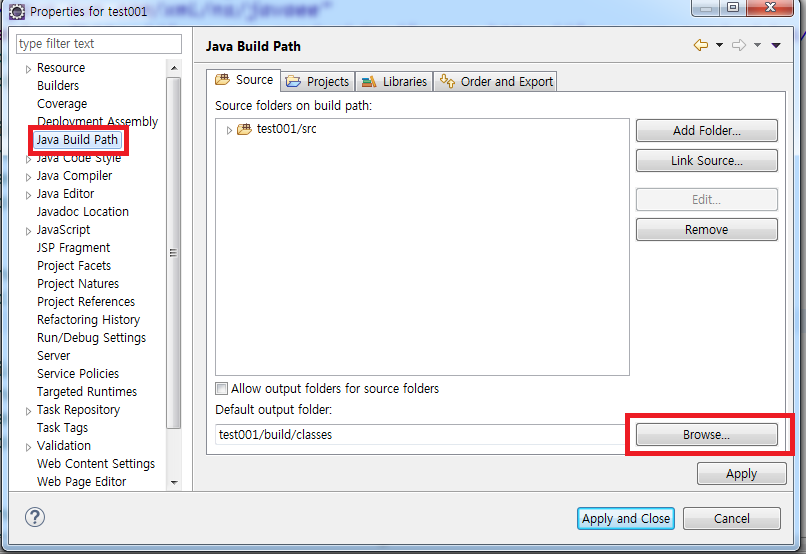 Properties for test001
/xml/ns/javaee"
type filter text
Resource
Builders
Coverage
Deployment Assembly
Java Build Path
Java Code Style
Java Compiler
Java Editor
Javadoc Location
JavaScript
JSP Fragment
Project Facets
Project Natures
Project References
Refactoring History
Run/Debug Settings
Server
Service Policies
Targeted Runtimes
Task Repository
Task Tags
Validation
Web Content Settings
Web Page Editor
Java Build Path
Source Projects Libraries Order and Export
Source folders on build path:
test001/src
Add Folder...
Link Source...
Edit...
Remove
Allow output folders for source folders
Default output folder:
test001/build/classes
Browse...
Apply
?
Apply and Close Cancel